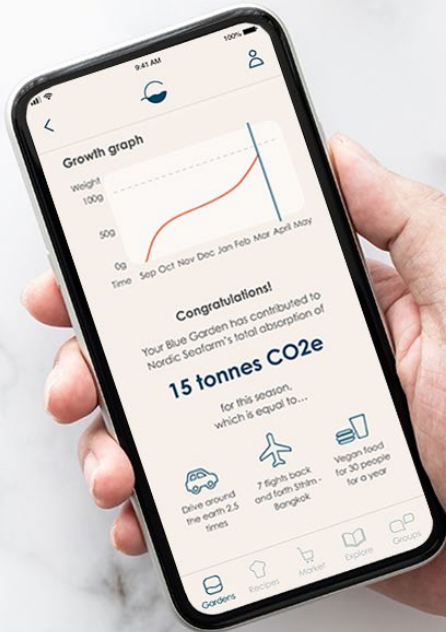 9:41 AM
100%
Growth graph
Weight
100g
50g
0g
Time Sep Oct Nov Dec Jan Feb Mar April May
Congratulations!
Your Blue Garden has contributed to
Nordic Seafarm's total absorption of
15 tonnes CO2e
for this season,
which is equal to...
Drive around
the earth 2,5
times
7 flights back
and forth Sthlm -
Bangkok
Vegan food
for 30 people
for a year
Gardens
Recipes
Market
Explore
Groups